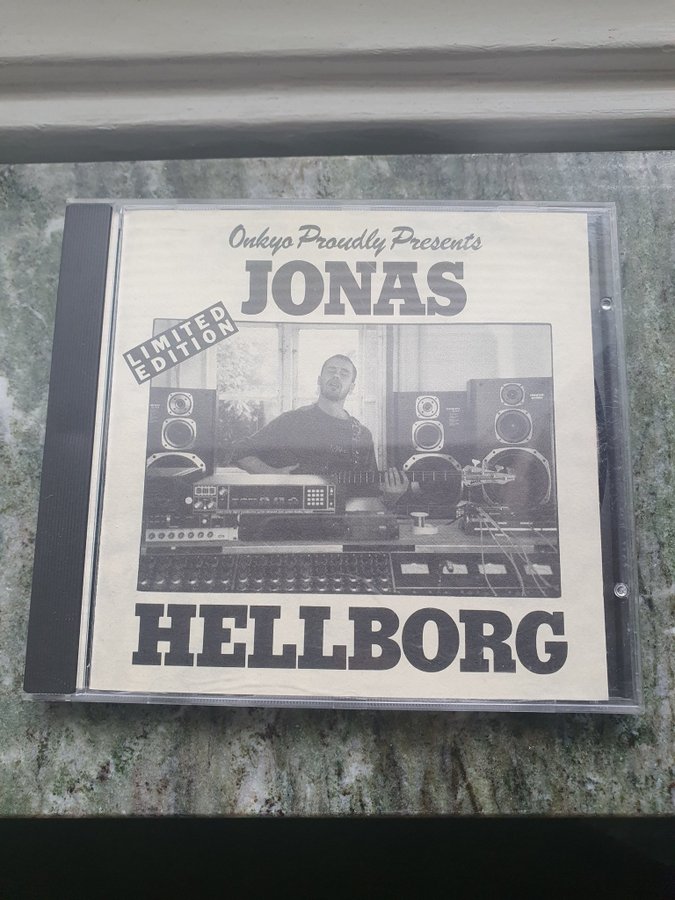 Onkyo Proudly Presents
JONAS
LIMITED
EDITION
HELLBORG